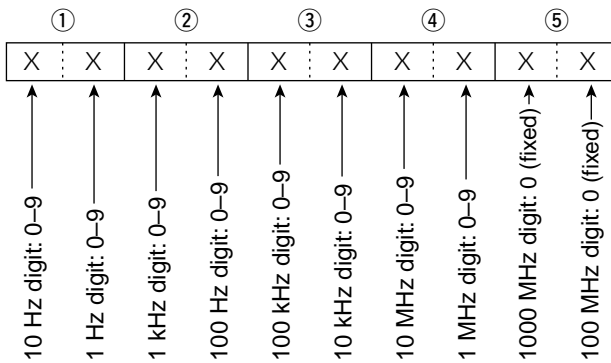 ① ② ③ ④ ⑤
X X X X X X X X X X
10 Hz digit: 0–9
1 Hz digit: 0–9
1 kHz digit: 0–9
100 Hz digit: 0–9
100 kHz digit: 0–9
10 kHz digit: 0–9
10 MHz digit: 0–9
1 MHz digit: 0–9
1000 MHz digit: 0 (fixed)
100 MHz digit: 0 (fixed)